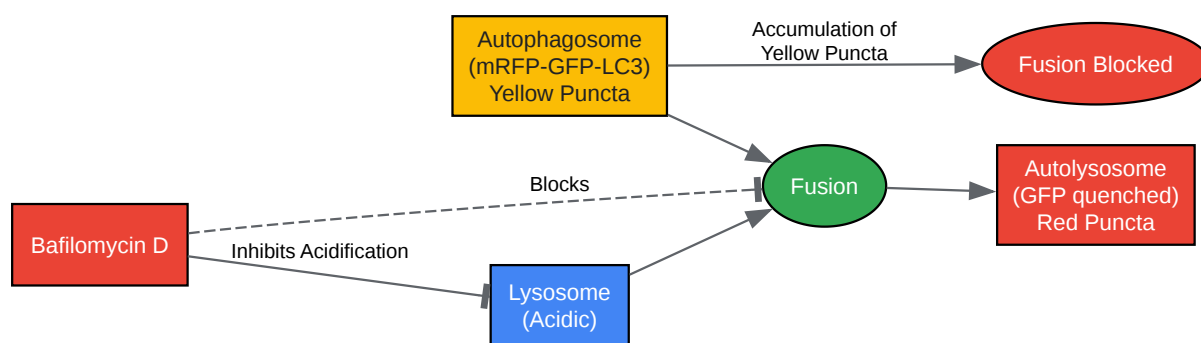 Autophagosome
(mRFP-GFP-LC3)
Yellow Puncta
Accumulation of
Yellow Puncta
Fusion Blocked
Blocks
Fusion
Autolysosome
(GFP quenched)
Red Puncta
Bafilomycin D
Inhibits Acidification
Lysosome
(Acidic)